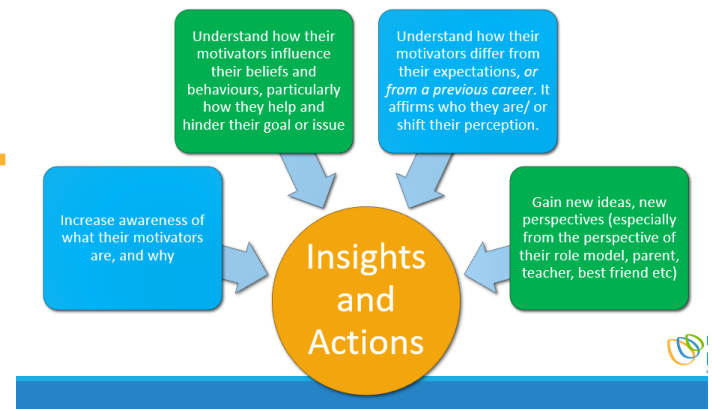 Understand how their
motivators influence
their beliefs and
behaviours, particularly
how they help and
hinder their goal or issue
Understand how their
motivators differ from
their expectations, or
from a previous career. It
affirms who they are/ or
shift their perception.
Increase awareness of
what their motivators
are, and why
Gain new ideas, new
perspectives (especially
from the perspective of
their role model, parent,
teacher, best friend etc)
Insights
and
Actions